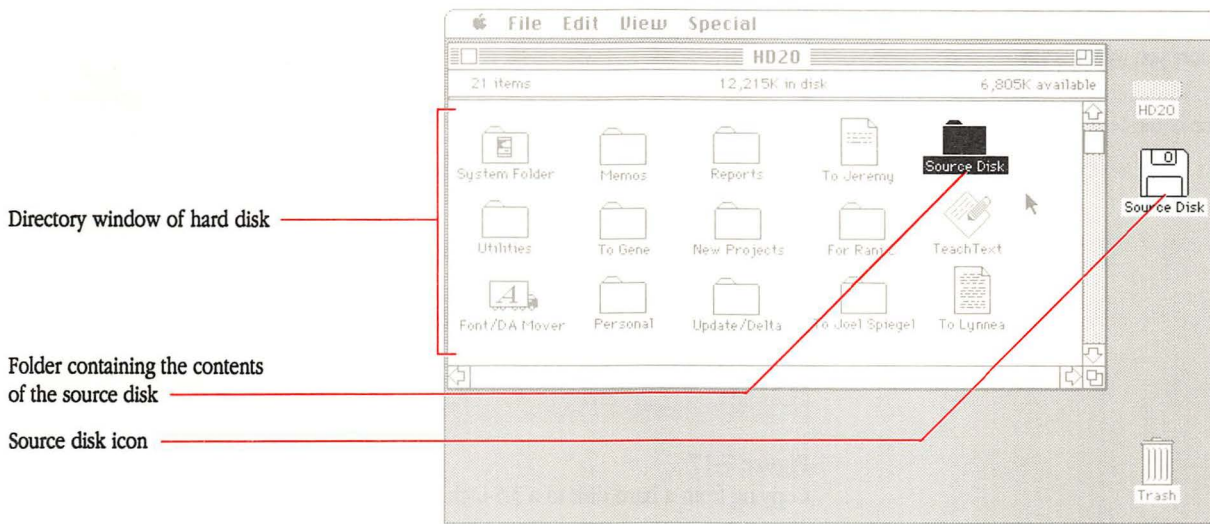 File Edit View Special
HD20
21 items 12,215K in disk 6,805K available
HD20
System Folder Memos Reports To Jeremy Source Disk
Source Disk
Directory window of hard disk
Utilities To Gene New Projects For TeachText
Font/DA Mover Personal Update/Delta To Joel Spiegel To Lynnea
Folder containing the contents
of the source disk
Source disk icon
Trash